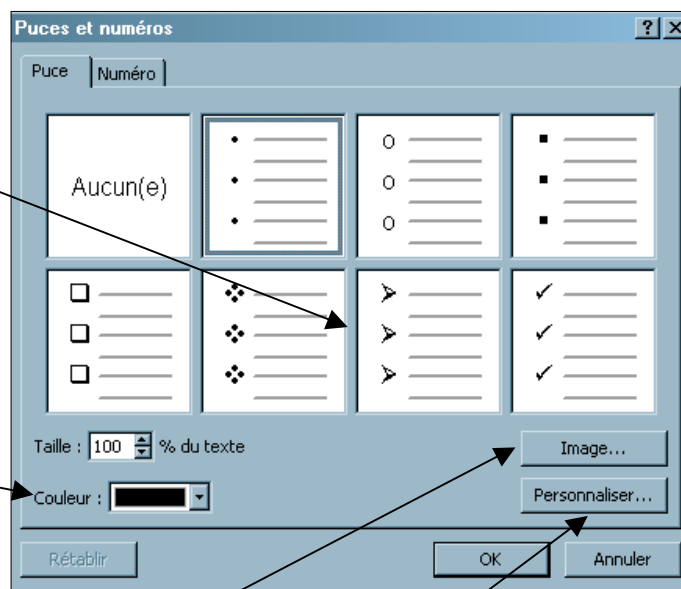 Puces et numéros
Puce Numéro
Aucun(e)
Taille : 100 % du texte
Image...
Couleur :
Personnaliser...
Rétablir OK Annuler